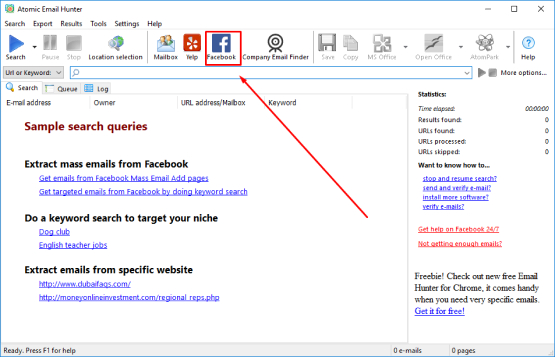 Atomic Email Hunter
Search Export Results Tools Settings Help
Search Pause Stop Location selection Mailbox Yelp Facebook Company Email Finder Save Copy MS Office Open Office AtomPark Help
Url or Keyword: More options...
Search Queue Log
E-mail address Owner URL address/Mailbox Keyword
Sample search queries
Extract mass emails from Facebook
Get emails from Facebook Mass Email Add pages
Get targeted emails from Facebook by doing keyword search
Do a keyword search to target your niche
Dog club
English teacher jobs
Extract emails from specific website
http://www.dubaifaqs.com/
http://moneyonlineinvestment.com/regional_reps.php
Statistics:
Time elapsed: 00:00:00
Results found: 0
URLs found: 0
URLs processed: 0
URLs skipped: 0
Want to know how to...
stop and resume search?
send and verify e-mail?
install more software?
verify e-mails?
Get help on Facebook 24/7
Not getting enough emails?
Freebie! Check out new free Email
Hunter for Chrome, it comes handy
when you need very specific emails.
Get it for free!
Ready. Press F1 for help 0 e-mails 0 pages